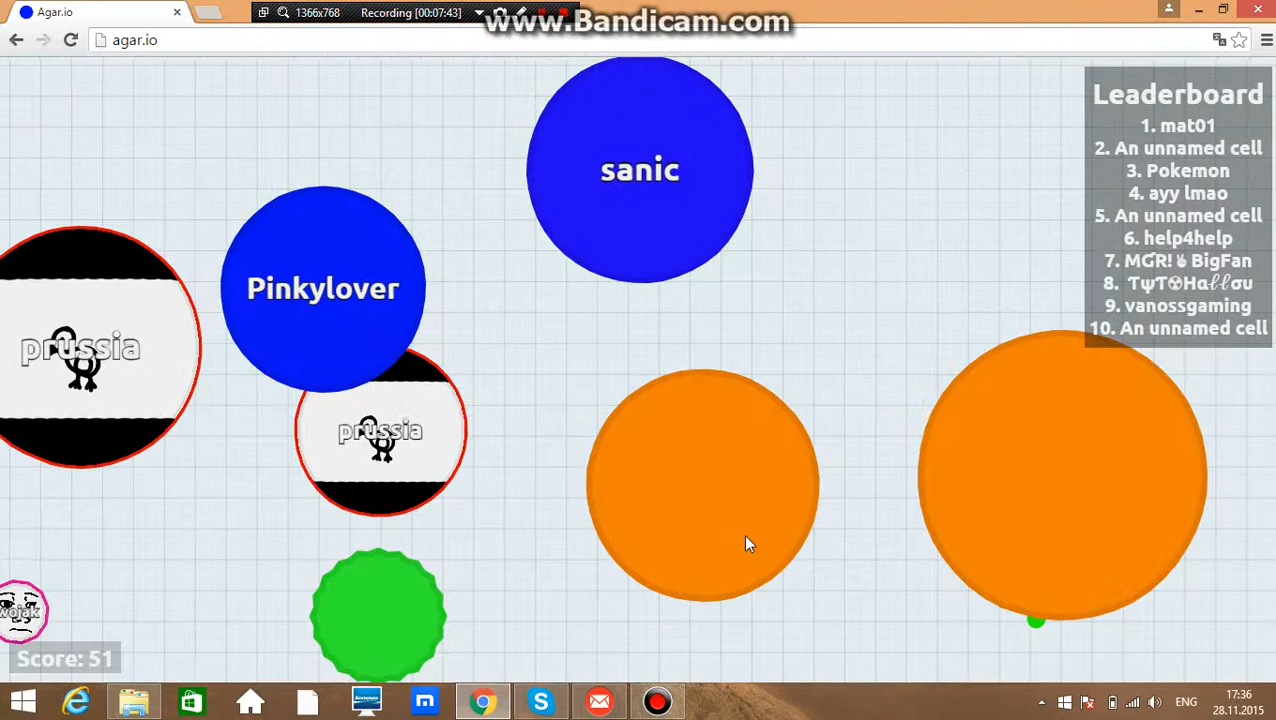 Agar.io
1366x768
Recording [00:07:43]
www.Bandicam.com
agar.io
Leaderboard
1. mat01
2. An unnamed cell
3. Pokemon
4. ayy lmao
5. An unnamed cell
6. help4help
7. MGR!✌BigFan
8. TψT☢Hαℓℓσυ
9. vanossgaming
10. An unnamed cell
sanic
Pinkylover
prussia
prussia
wojak
Score: 51
ENG
17:36
28.11.2015